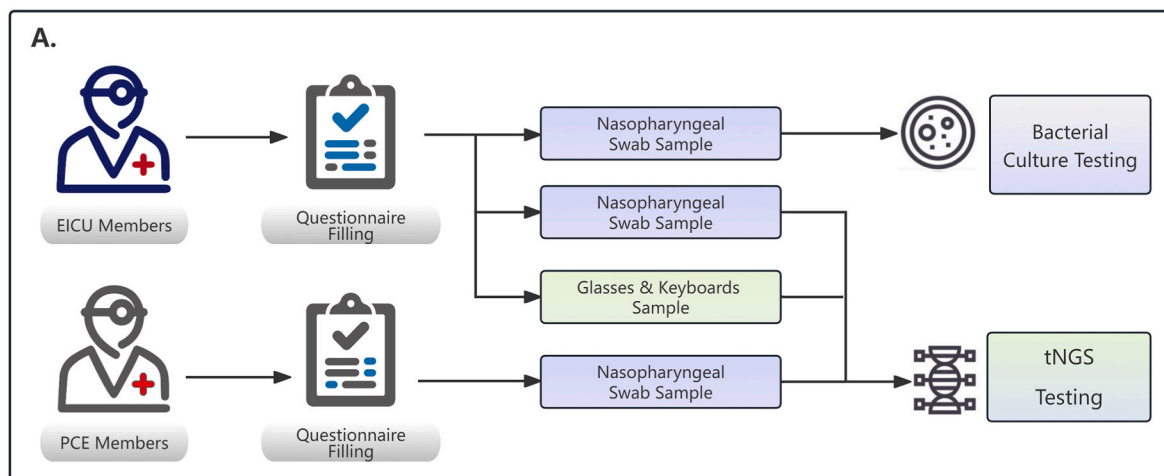 A.
EICU Members
Questionnaire
Filling
Nasopharyngeal
Swab Sample
Bacterial
Culture Testing
Nasopharyngeal
Swab Sample
Glasses & Keyboards
Sample
PCE Members
Questionnaire
Filling
Nasopharyngeal
Swab Sample
tNGS
Testing